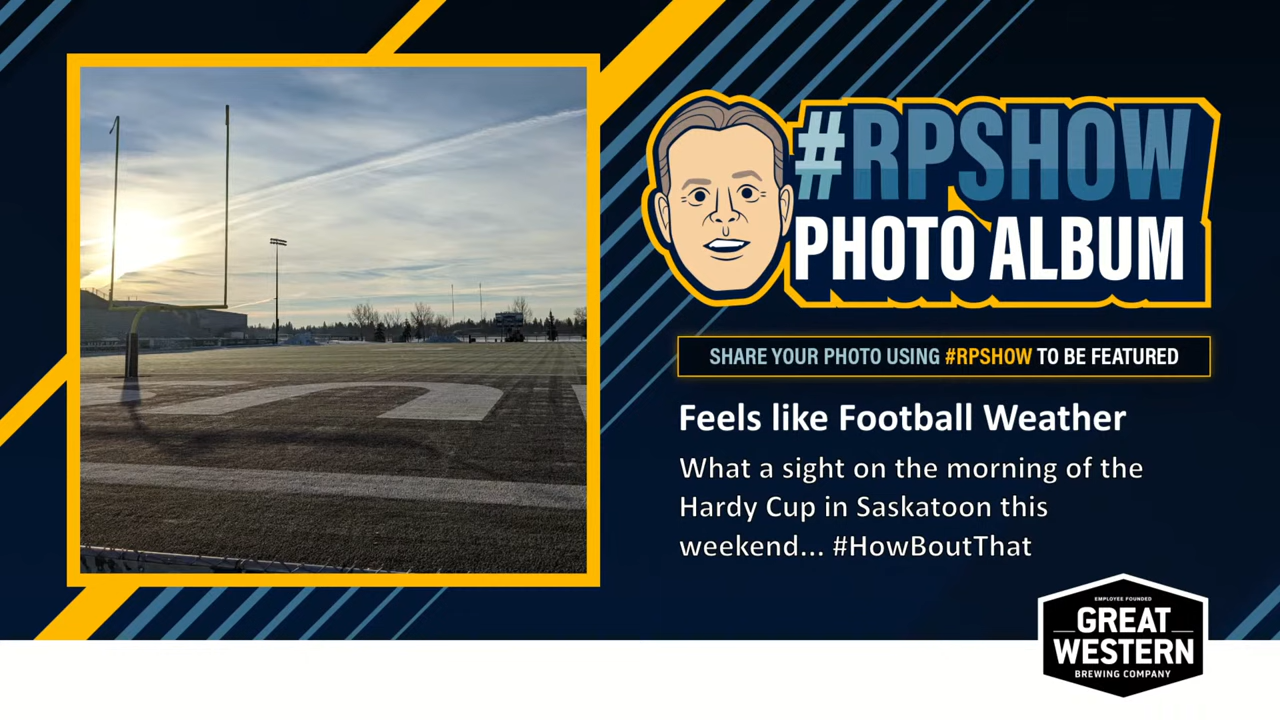 #RPSHOW
PHOTO ALBUM
SHARE YOUR PHOTO USING #RPSHOW TO BE FEATURED
Feels like Football Weather
What a sight on the morning of the
Hardy Cup in Saskatoon this
weekend... #HowBoutThat
EMPLOYEE FOUNDED
GREAT
WESTERN
BREWING COMPANY